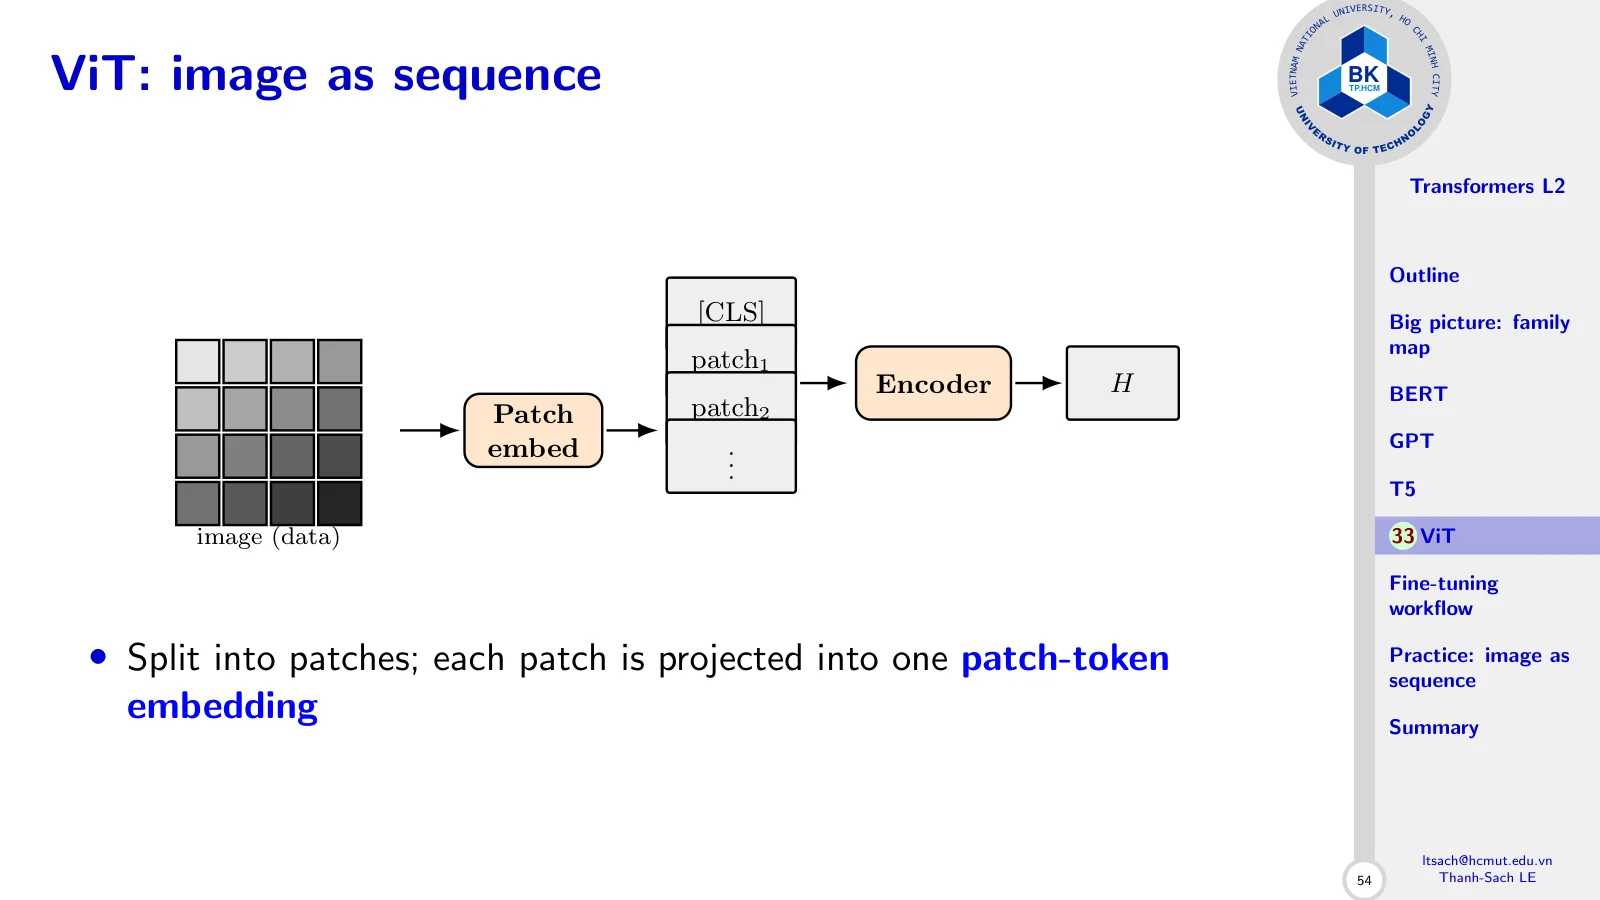 ViT: image as sequence
image (data)
Patch
embed
[CLS]
patch₁
patch₂
⋮
Encoder
H
• Split into patches; each patch is projected into one patch-token
embedding
VIETNAM NATIONAL UNIVERSITY, HO CHI MINH CITY
BK
TP.HCM
UNIVERSITY OF TECHNOLOGY
Transformers L2
Outline
Big picture: family
map
BERT
GPT
T5
33 ViT
Fine-tuning
workflow
Practice: image as
sequence
Summary
ltsach@hcmut.edu.vn
Thanh-Sach LE
54